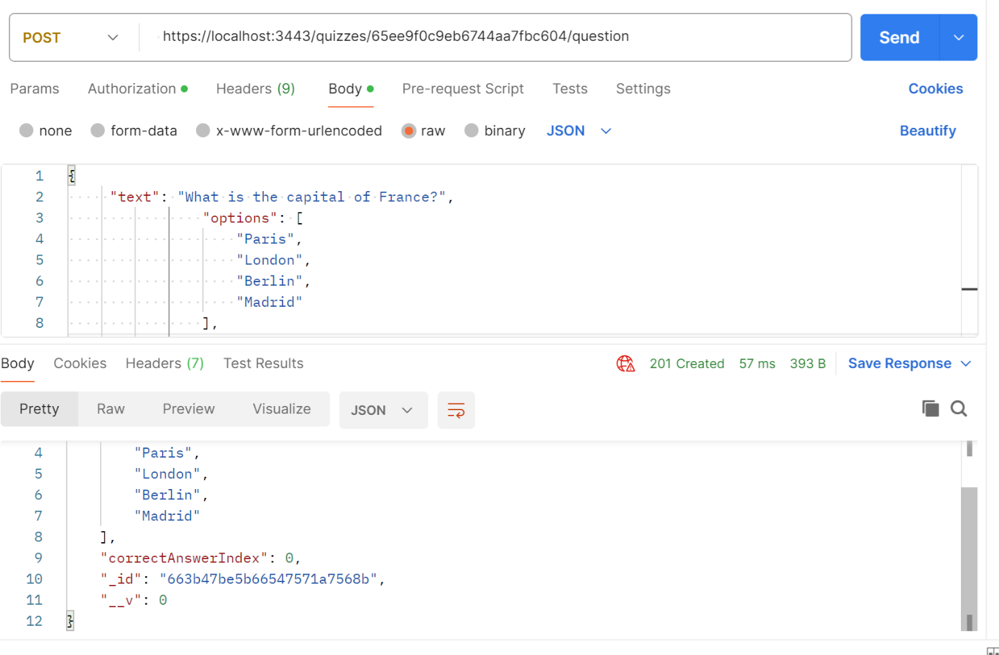 POST https://localhost:3443/quizzes/65ee9f0c9eb6744aa7fbc604/question Send
Params Authorization Headers (9) Body Pre-request Script Tests Settings Cookies
none form-data x-www-form-urlencoded raw binary JSON Beautify
1 {
2 "text": "What is the capital of France?",
3 "options": [
4 "Paris",
5 "London",
6 "Berlin",
7 "Madrid"
8 ],
Body Cookies Headers (7) Test Results 201 Created 57 ms 393 B Save Response
Pretty Raw Preview Visualize JSON
4 "Paris",
5 "London",
6 "Berlin",
7 "Madrid"
8 ],
9 "correctAnswerIndex": 0,
10 "_id": "663b47be5b66547571a7568b",
11 "__v": 0
12 }